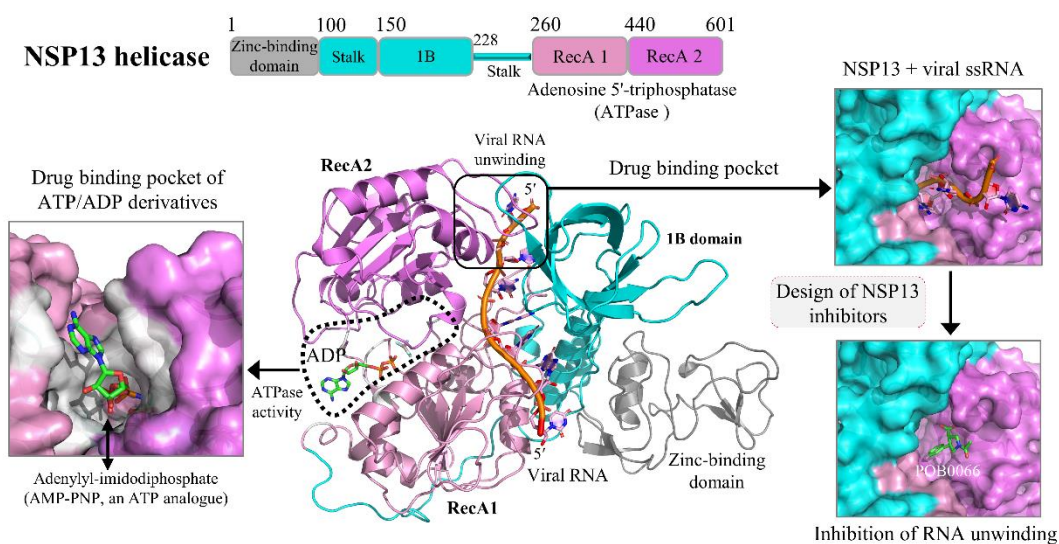 1 100 150 260 440 601
228
NSP13 helicase
Zinc-binding
domain
Stalk
1B
Stalk
RecA 1
RecA 2
Adenosine 5′-triphosphatase
(ATPase )
NSP13 + viral ssRNA
Drug binding pocket of
ATP/ADP derivatives
RecA2
Viral RNA
unwinding
5′
Drug binding pocket
1B domain
Design of NSP13
inhibitors
ADP
ATPase
activity
Adenylyl-imidodiphosphate
(AMP-PNP, an ATP analogue)
5′
Viral RNA
RecA1
Zinc-binding
domain
POB0066
Inhibition of RNA unwinding